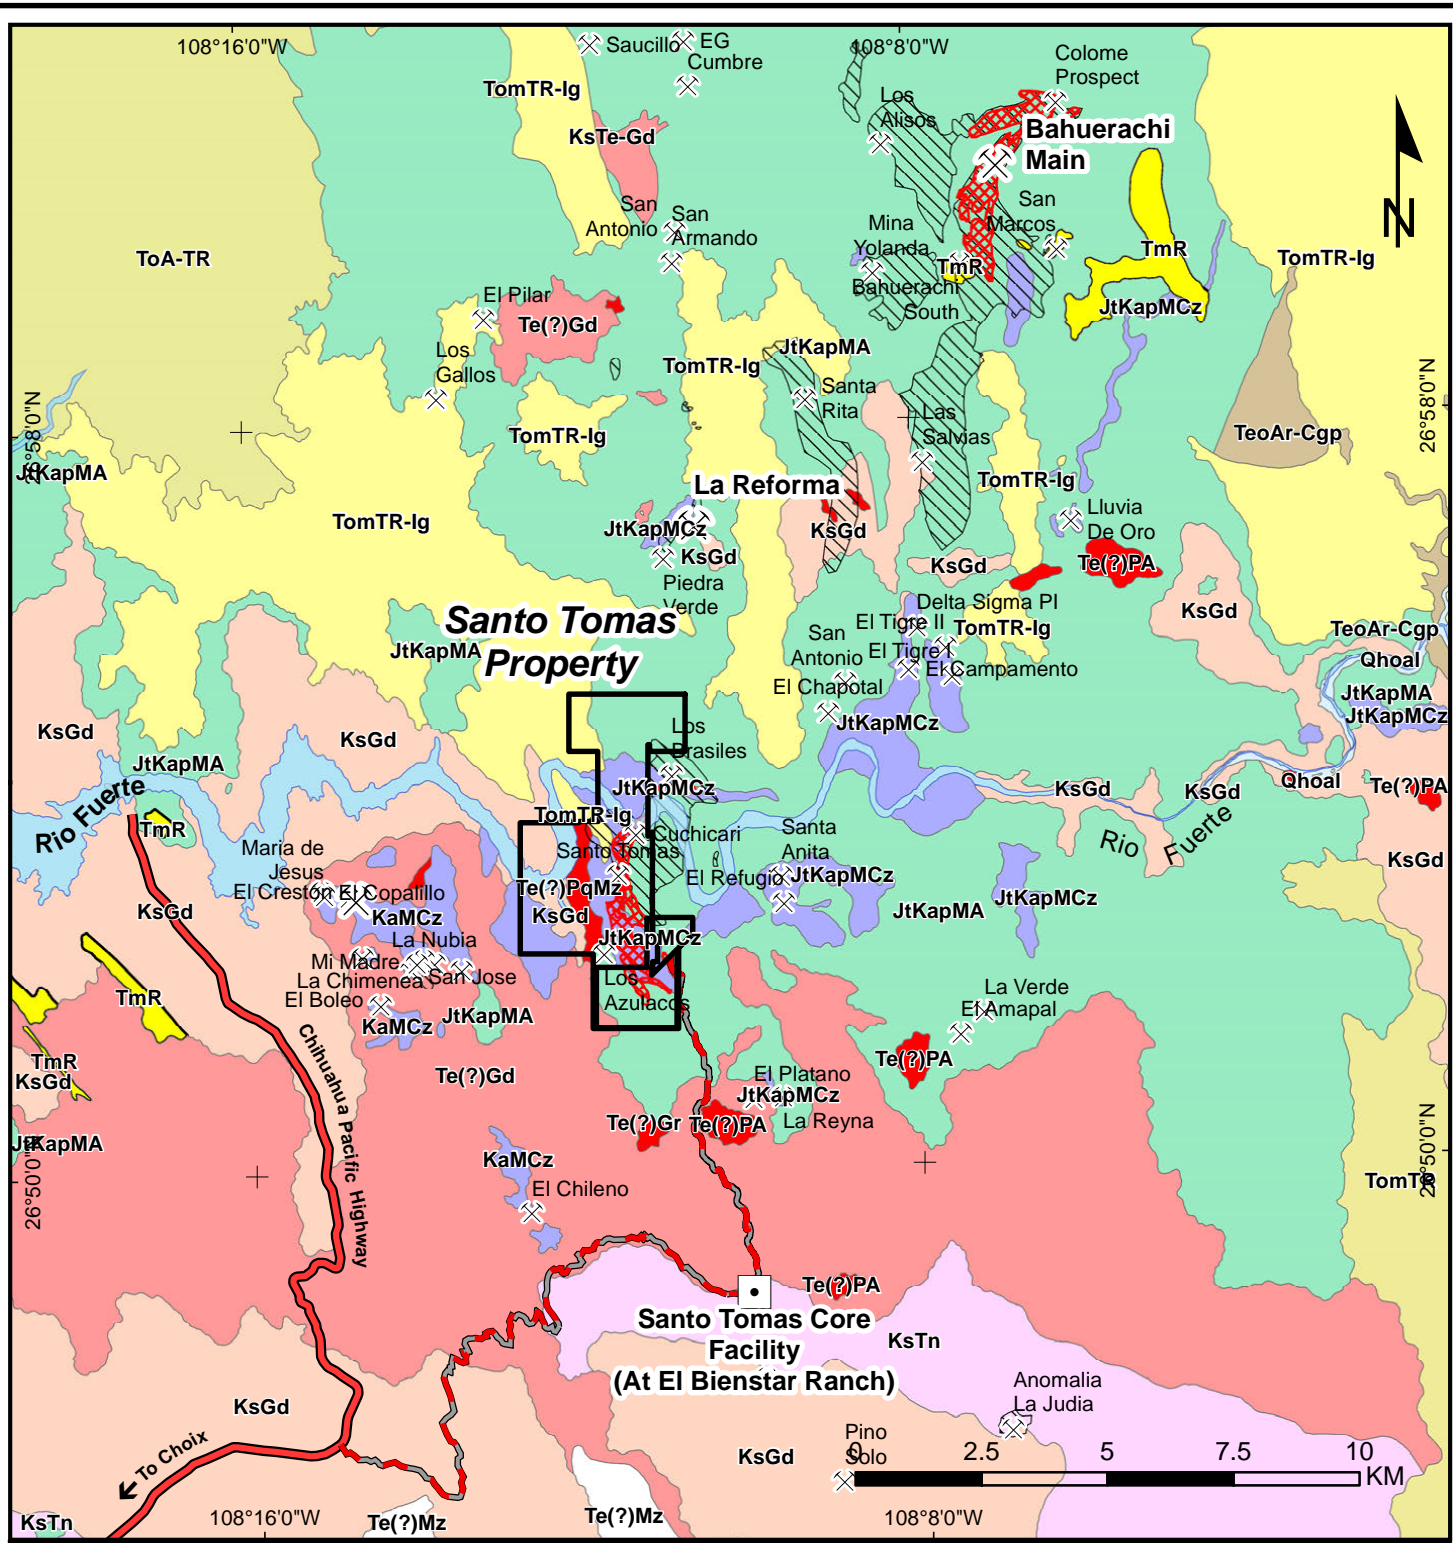 108°16'0"W
108°8'0"W
Saucillo
EG
Cumbre
Colome
Prospect
TomTR-Ig
Los
Alisos
KsTe-Gd
Bahuerachi
Main
N
San
Antonio
San
Armando
San
Marcos
Mina
Yolanda
ToA-TR
TmR
TmR
TomTR-Ig
Bahuerachi
South
El Pilar
Te(?)Gd
JtKapMCz
Los
Gallos
JtKapMA
TomTR-Ig
Santa
Rita
26°58'0"N
26°58'0"N
Las
Salvias
TomTR-Ig
TeoAr-Cgp
JtKapMA
La Reforma
TomTR-Ig
TomTR-Ig
Lluvia
De Oro
JtKapMCz
KsGd
KsGd
KsGd
Te(?)PA
Piedra
Verde
Delta Sigma PI
KsGd
Santo Tomas
Property
El Tigre II
TomTR-Ig
TeoAr-Cgp
San
Antonio
El Tigre I
JtKapMA
Qhoal
El Campamento
El Chapotal
JtKapMA
JtKapMCz
JtKapMCz
KsGd
KsGd
Los
Brasiles
JtKapMA
JtKapMCz
KsGd
KsGd
Qhoal
Te(?)PA
Rio Fuerte
TomTR-Ig
TmR
Cuchicari
Santa
Anita
Rio Fuerte
Maria de
Jesus
Santo Tomas
KsGd
El Refugio
JtKapMCz
El Creston
El Copalillo
Te(?)PqMz
JtKapMCz
KsGd
KaMCz
KsGd
JtKapMA
La Nubia
JtKapMCz
Mi Madre
La Chimenea
San Jose
Los
Azulacos
TmR
El Boleo
La Verde
El Amapal
KaMCz
JtKapMA
TmR
KsGd
Chihuahua Pacific Highway
Te(?)Gd
Te(?)PA
El Platano
JtKapMCz
Te(?)Gr
Te(?)PA
La Reyna
JtKapMA
26°50'0"N
26°50'0"N
KaMCz
El Chileno
Te(?)PA
Santo Tomas Core
Facility
(At El Bienstar Ranch)
KsTn
KsGd
Anomalia
La Judia
To Choix
KsGd
Pino
Solo
0 2.5 5 7.5 10
KM
KsTn
108°16'0"W
Te(?)Mz
Te(?)Mz
108°8'0"W